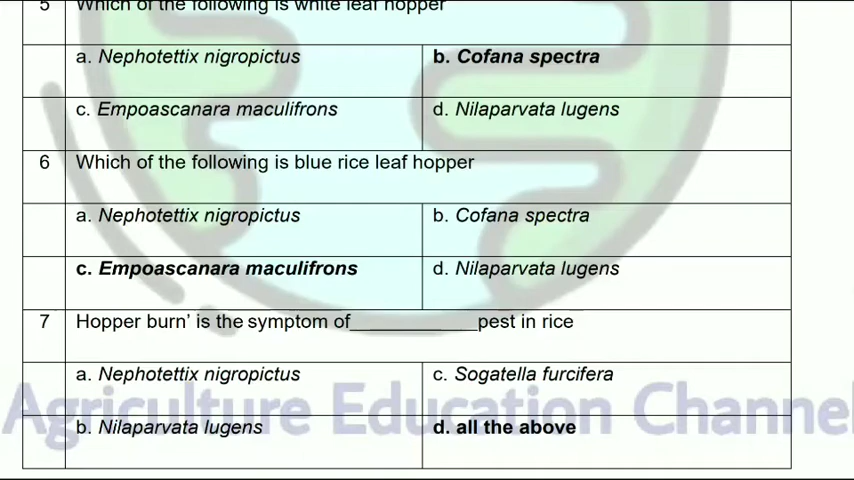 5 Which of the following is white leaf hopper
a. Nephotettix nigropictus b. Cofana spectra
c. Empoascanara maculifrons d. Nilaparvata lugens
6 Which of the following is blue rice leaf hopper
a. Nephotettix nigropictus b. Cofana spectra
c. Empoascanara maculifrons d. Nilaparvata lugens
7 Hopper burn' is the symptom of____________pest in rice
a. Nephotettix nigropictus c. Sogatella furcifera
Agriculture Education Channel
b. Nilaparvata lugens d. all the above